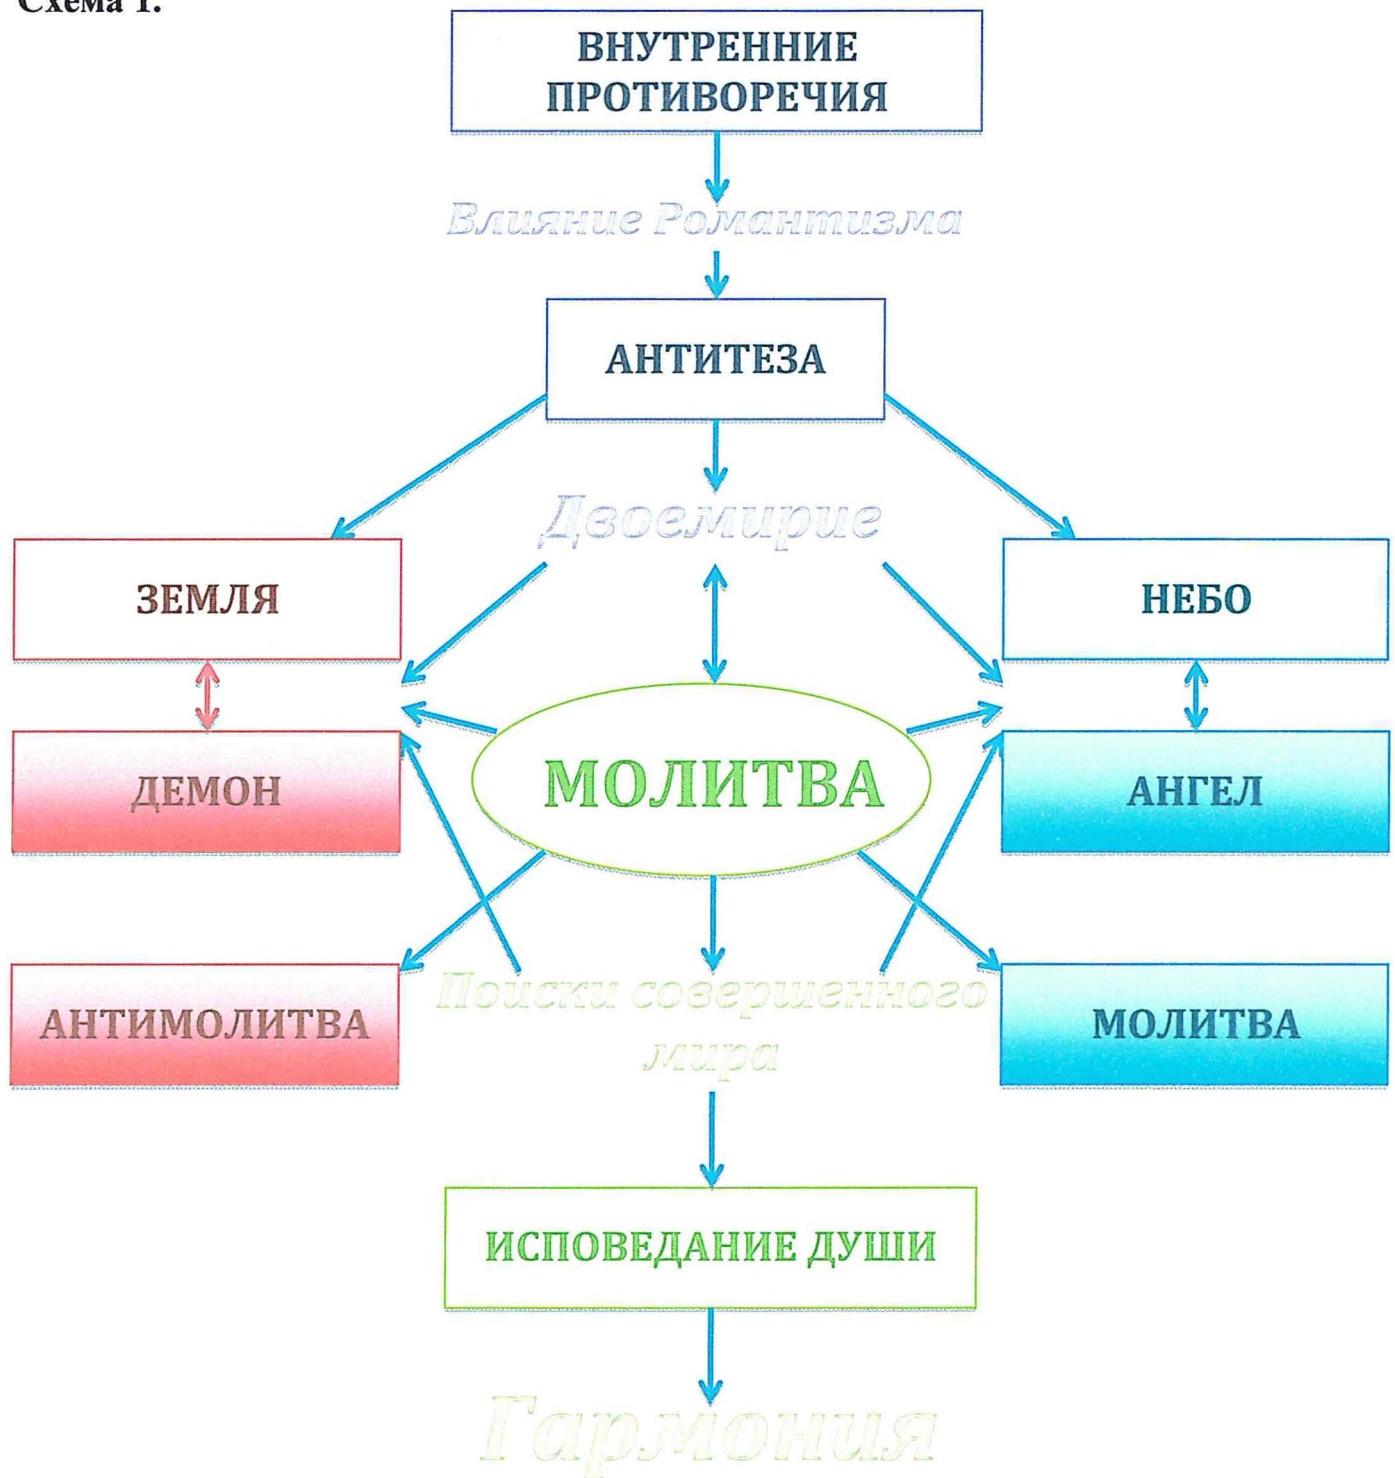 Схема 1.
ВНУТРЕННИЕ
ПРОТИВОРЕЧИЯ
Влияние Романтизма
АНТИТЕЗА
Двоемирие
ЗЕМЛЯ
НЕБО
МОЛИТВА
ДЕМОН
АНГЕЛ
АНТИМОЛИТВА
Поиски совершенного
мира
МОЛИТВА
ИСПОВЕДАНИЕ ДУШИ
Гармония